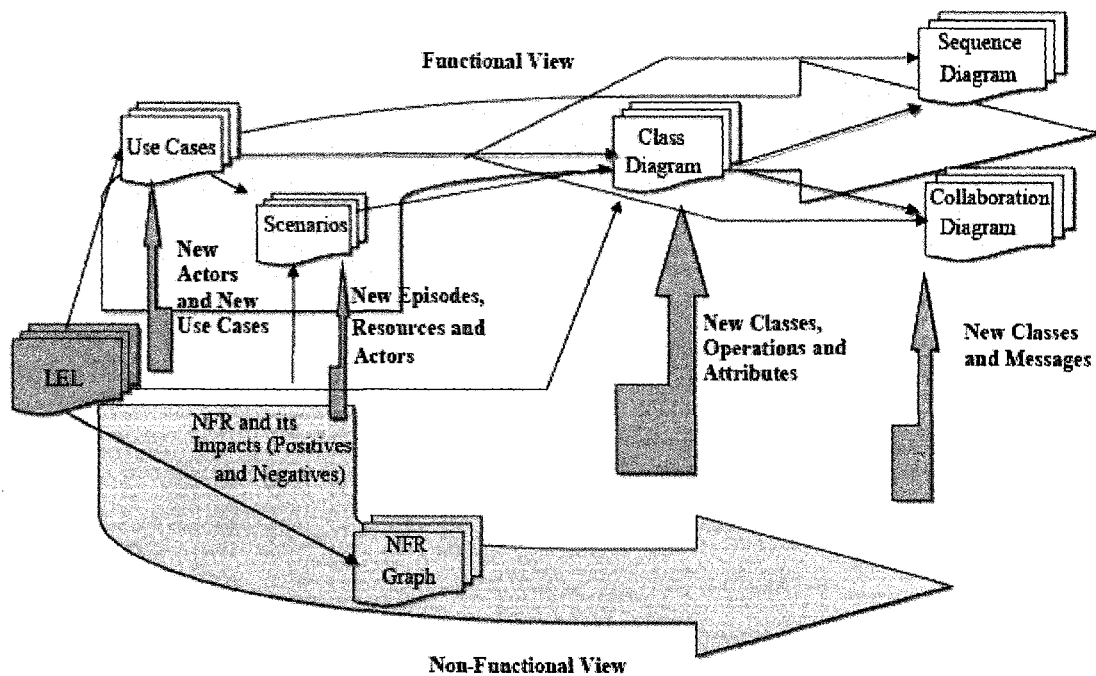 Functional View
Sequence
Diagram
Use Cases
Class
Diagram
Scenarios
Collaboration
Diagram
New
Actors
and New
Use Cases
New Episodes,
Resources and
Actors
New Classes,
Operations and
Attributes
New Classes
and Messages
LEL
NFR and its
Impacts (Positives
and Negatives)
NFR
Graph
Non-Functional View